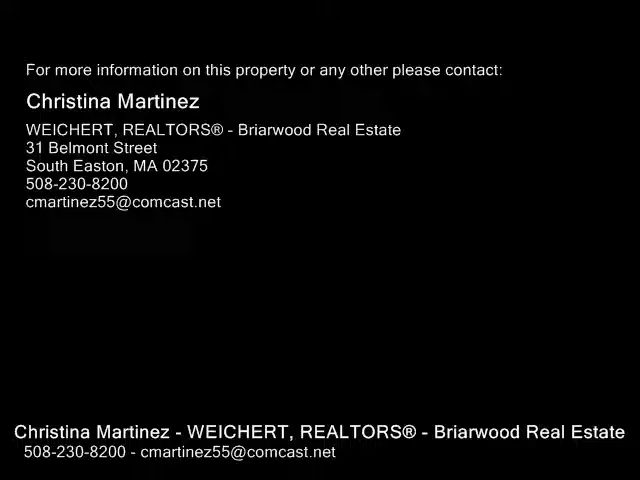 For more information on this property or any other please contact:
Christina Martinez
WEICHERT, REALTORS® - Briarwood Real Estate
31 Belmont Street
South Easton, MA 02375
508-230-8200
cmartinez55@comcast.net
Christina Martinez - WEICHERT, REALTORS® - Briarwood Real Estate
508-230-8200 - cmartinez55@comcast.net